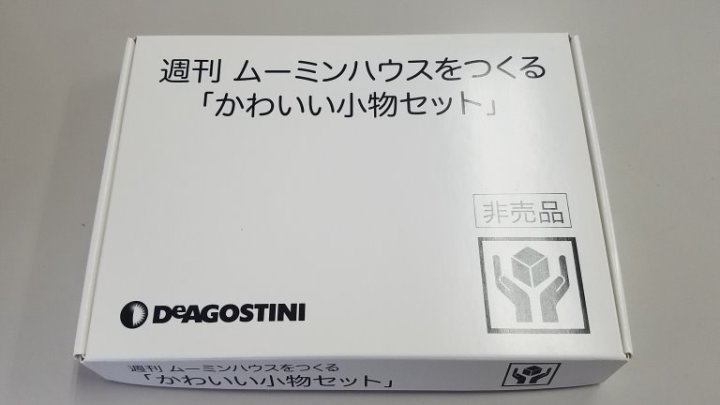 週刊 ムーミンハウスをつくる
「かわいい小物セット」
非売品
DeAGOSTINI
週刊 ムーミンハウスをつくる
「かわいい小物セット」